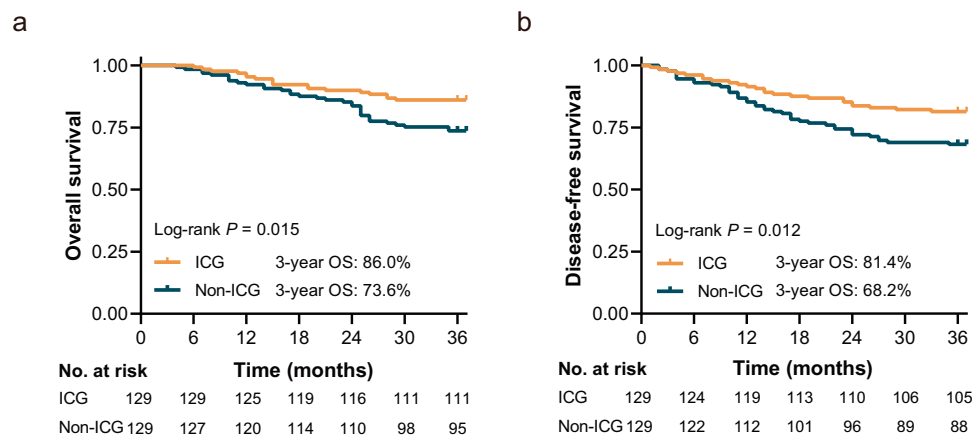 a
1.00
0.75
0.50
0.25
0.00
Overall survival
Log-rank P = 0.015
ICG 3-year OS: 86.0%
Non-ICG 3-year OS: 73.6%
0 6 12 18 24 30 36
No. at risk Time (months)
ICG 129 129 125 119 116 111 111
Non-ICG 129 127 120 114 110 98 95
b
1.00
0.75
0.50
0.25
0.00
Disease-free survival
Log-rank P = 0.012
ICG 3-year OS: 81.4%
Non-ICG 3-year OS: 68.2%
0 6 12 18 24 30 36
No. at risk Time (months)
ICG 129 124 119 113 110 106 105
Non-ICG 129 122 112 101 96 89 88